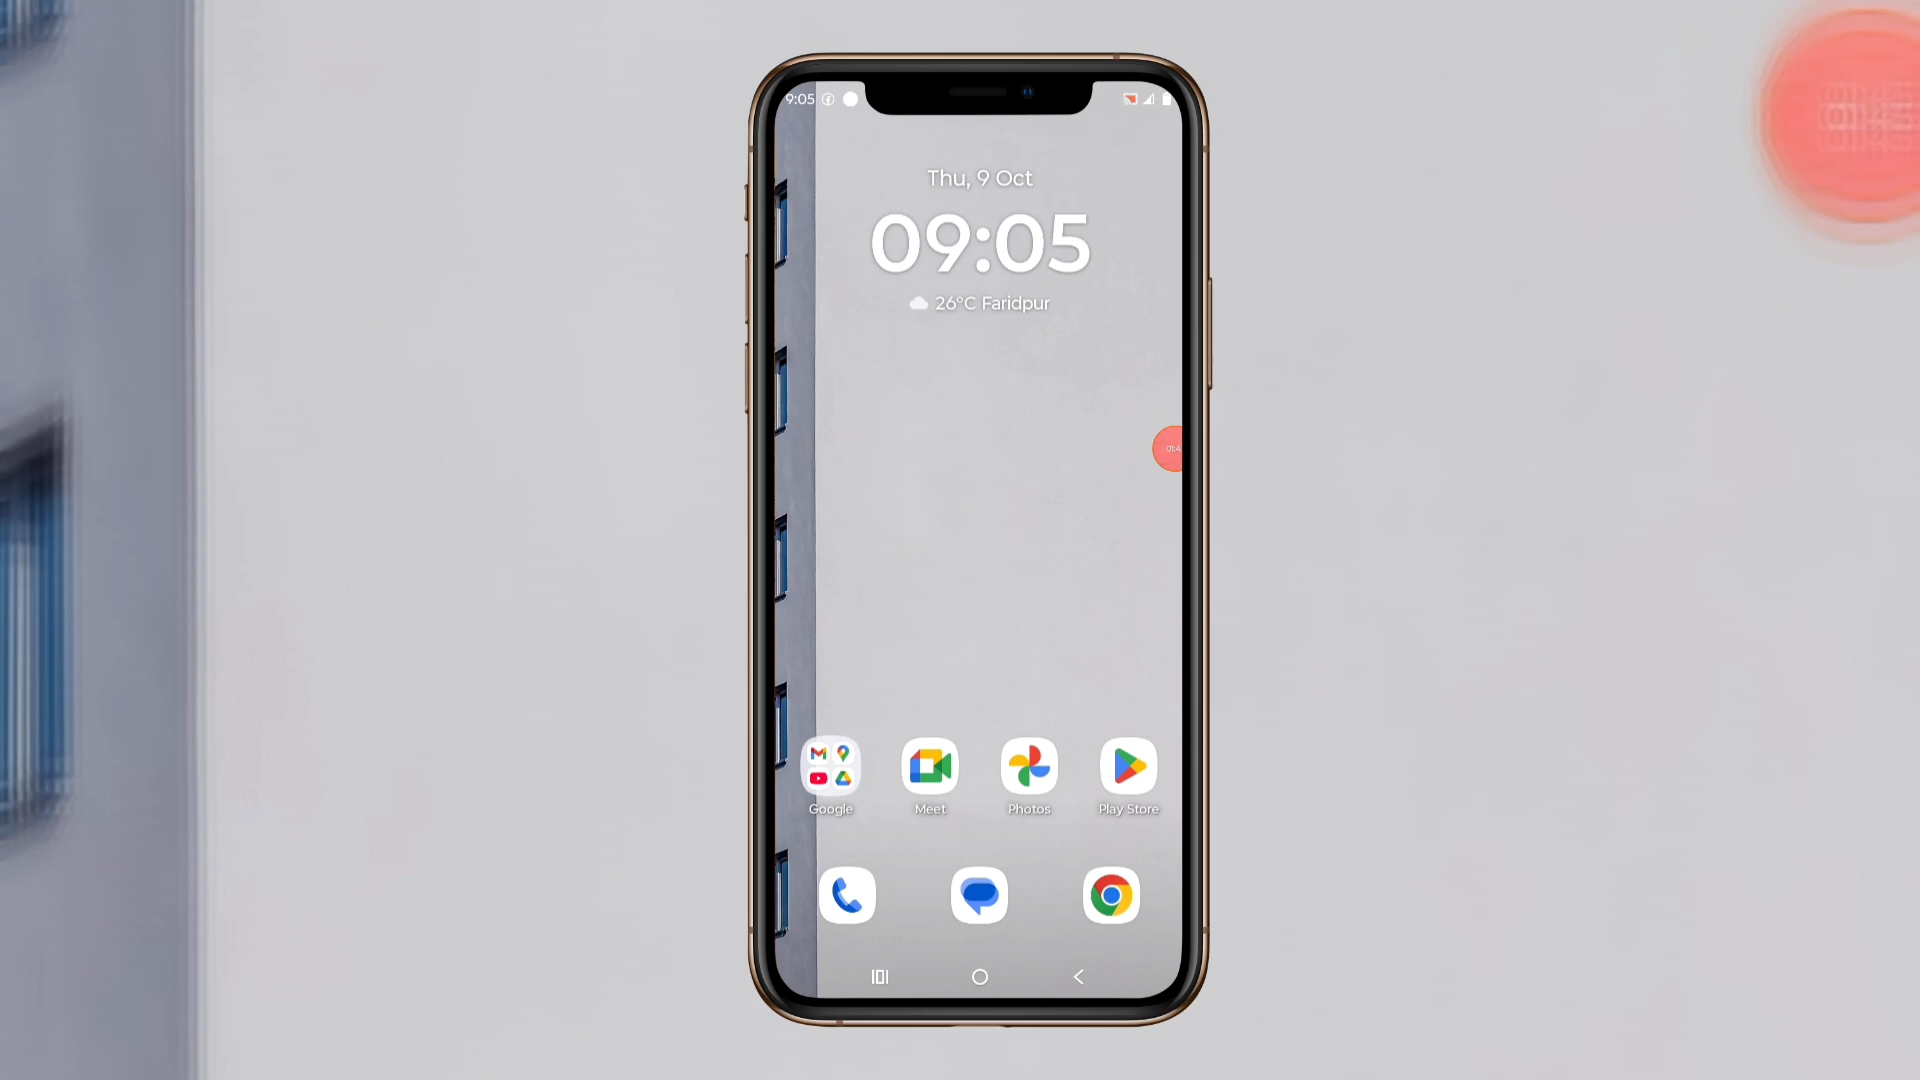 9:05
Thu, 9 Oct
09:05
26°C Faridpur
Google
Meet
Photos
Play Store